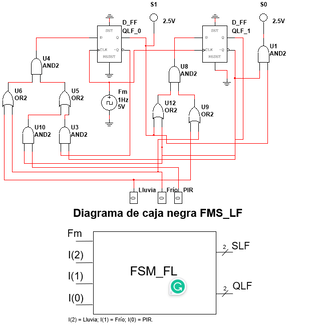 S1
S0
D_FF
D_FF
QLF_0
2.5V
QLF_1
2.5V
U1
AND2
U4
AND2
U8
AND2
U6
OR2
U5
OR2
Fm
1Hz
5V
U12
OR2
U9
OR2
U10
AND2
U3
AND2
Lluvia
Frío
PIR
Diagrama de caja negra FMS_LF
Fm
I(2)
I(1)
I(0)
FSM_FL
2
SLF
2
QLF
I(2) = Lluvia; I(1) = Frío; I(0) = PIR.